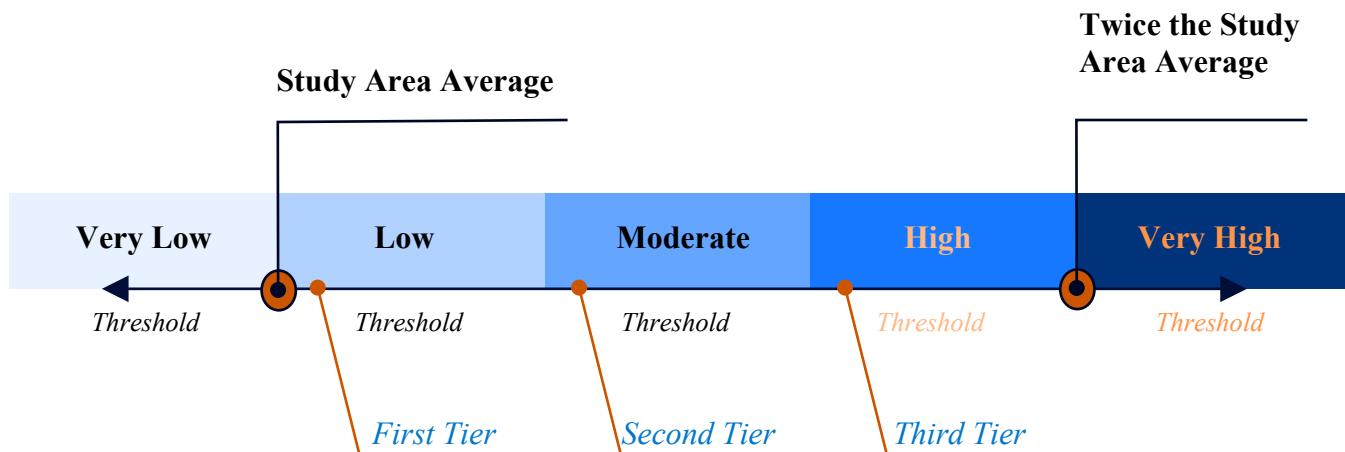 Twice the Study
Area Average
Study Area Average
Very Low Low Moderate High Very High
Threshold Threshold Threshold Threshold Threshold
First Tier Second Tier Third Tier